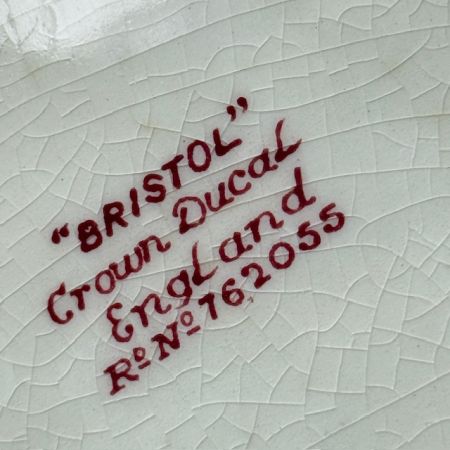 "BRISTOL"
Crown Ducal
England
Rº Nº 762055